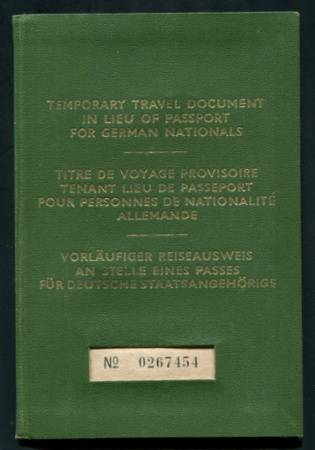 TEMPORARY TRAVEL DOCUMENT
IN LIEU OF PASSPORT
FOR GERMAN NATIONALS
TITRE DE VOYAGE PROVISOIRE
TENANT LIEU DE PASSEPORT
POUR PERSONNES DE NATIONALITÉ
ALLEMANDE
VORLÄUFIGER REISEAUSWEIS
AN STELLE EINES PASSES
FÜR DEUTSCHE STAATSANGEHÖRIGE
Nº 0267454